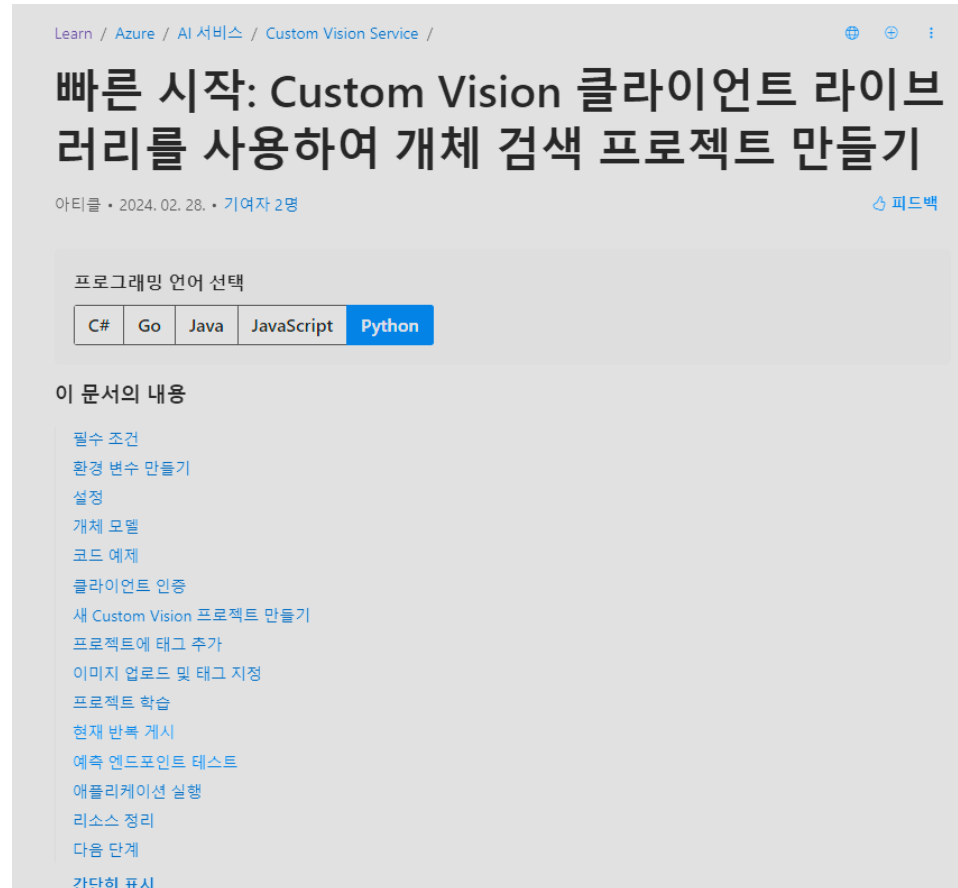 Learn / Azure / AI 서비스 / Custom Vision Service /
빠른 시작: Custom Vision 클라이언트 라이브
러리를 사용하여 개체 검색 프로젝트 만들기
아티클 • 2024. 02. 28. • 기여자 2명
피드백
프로그래밍 언어 선택
C# Go Java JavaScript Python
이 문서의 내용
필수 조건
환경 변수 만들기
설정
개체 모델
코드 예제
클라이언트 인증
새 Custom Vision 프로젝트 만들기
프로젝트에 태그 추가
이미지 업로드 및 태그 지정
프로젝트 학습
현재 반복 게시
예측 엔드포인트 테스트
애플리케이션 실행
리소스 정리
다음 단계
간단히 표시